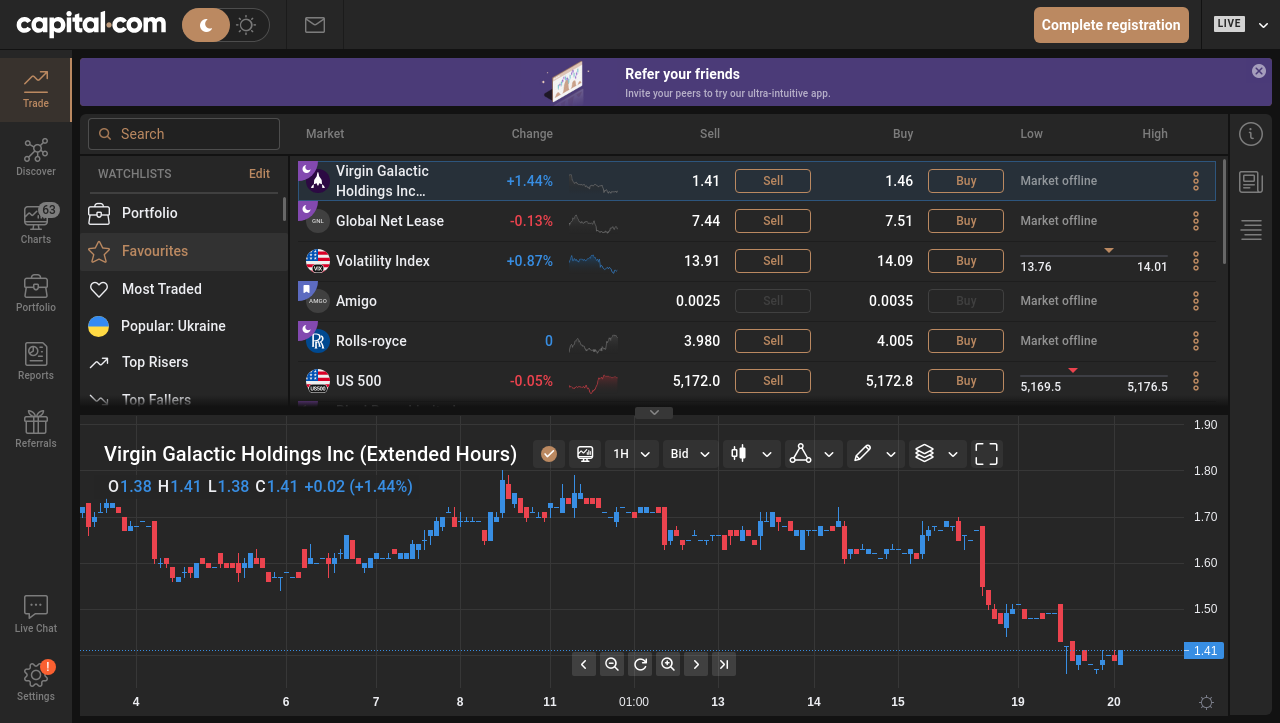 capital.com
Complete registration
LIVE
Trade
Discover
63
Charts
Portfolio
Reports
Referrals
Live Chat
!
Settings
Refer your friends
Invite your peers to try our ultra-intuitive app.
Search
WATCHLISTS Edit
Portfolio
Favourites
Most Traded
Popular: Ukraine
Top Risers
Top Fallers
Market Change Sell Buy Low High
Virgin Galactic
Holdings Inc… +1.44% 1.41 Sell 1.46 Buy Market offline
GNL Global Net Lease -0.13% 7.44 Sell 7.51 Buy Market offline
VIX Volatility Index +0.87% 13.91 Sell 14.09 Buy 13.76 14.01
AMGO Amigo 0.0025 Sell 0.0035 Buy Market offline
Rolls-royce 0 3.980 Sell 4.005 Buy Market offline
US500 US 500 -0.05% 5,172.0 Sell 5,172.8 Buy 5,169.5 5,176.5
Virgin Galactic Holdings Inc (Extended Hours) 1H Bid
O1.38 H1.41 L1.38 C1.41 +0.02 (+1.44%)
1.90
1.80
1.70
1.60
1.50
1.41
4 6 7 8 11 01:00 13 14 15 19 20